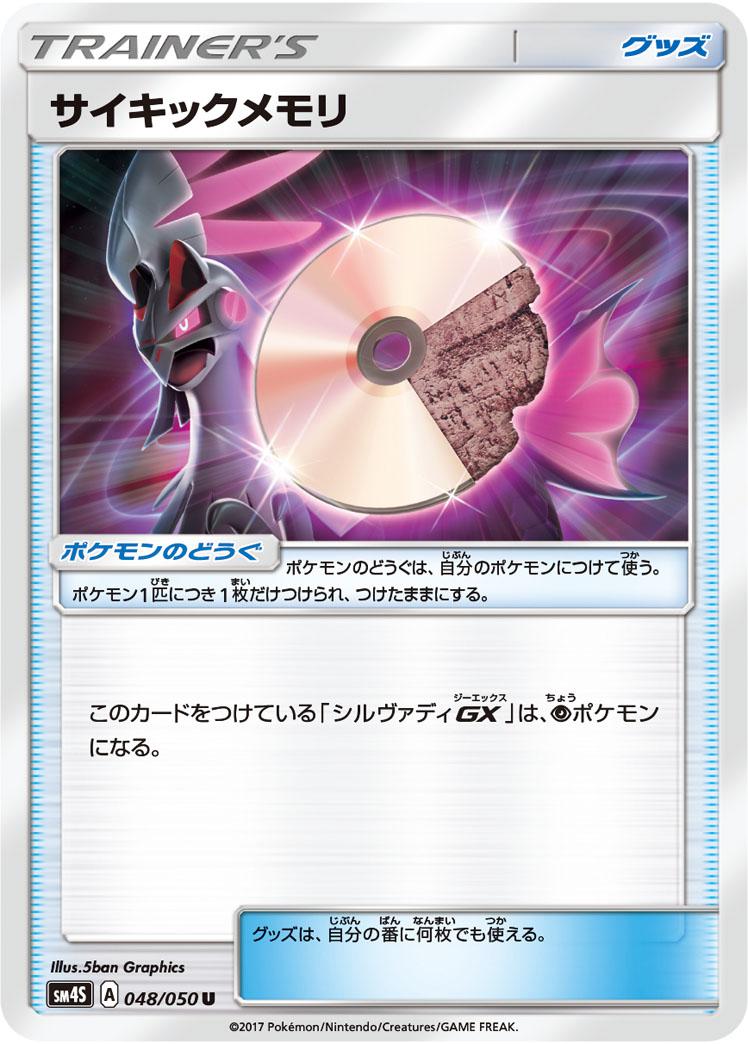 TRAINER'S
グッズ
サイキックメモリ
ポケモンのどうぐ
ポケモンのどうぐは、自分のポケモンにつけて使う。
ポケモン1匹につき1枚だけつけられ、つけたままにする。
このカードをつけている「シルヴァディGX」は、ポケモン
になる。
グッズは、自分の番に何枚でも使える。
Illus.5ban Graphics
SM4S A 048/050 U
©2017 Pokémon/Nintendo/Creatures/GAME FREAK.